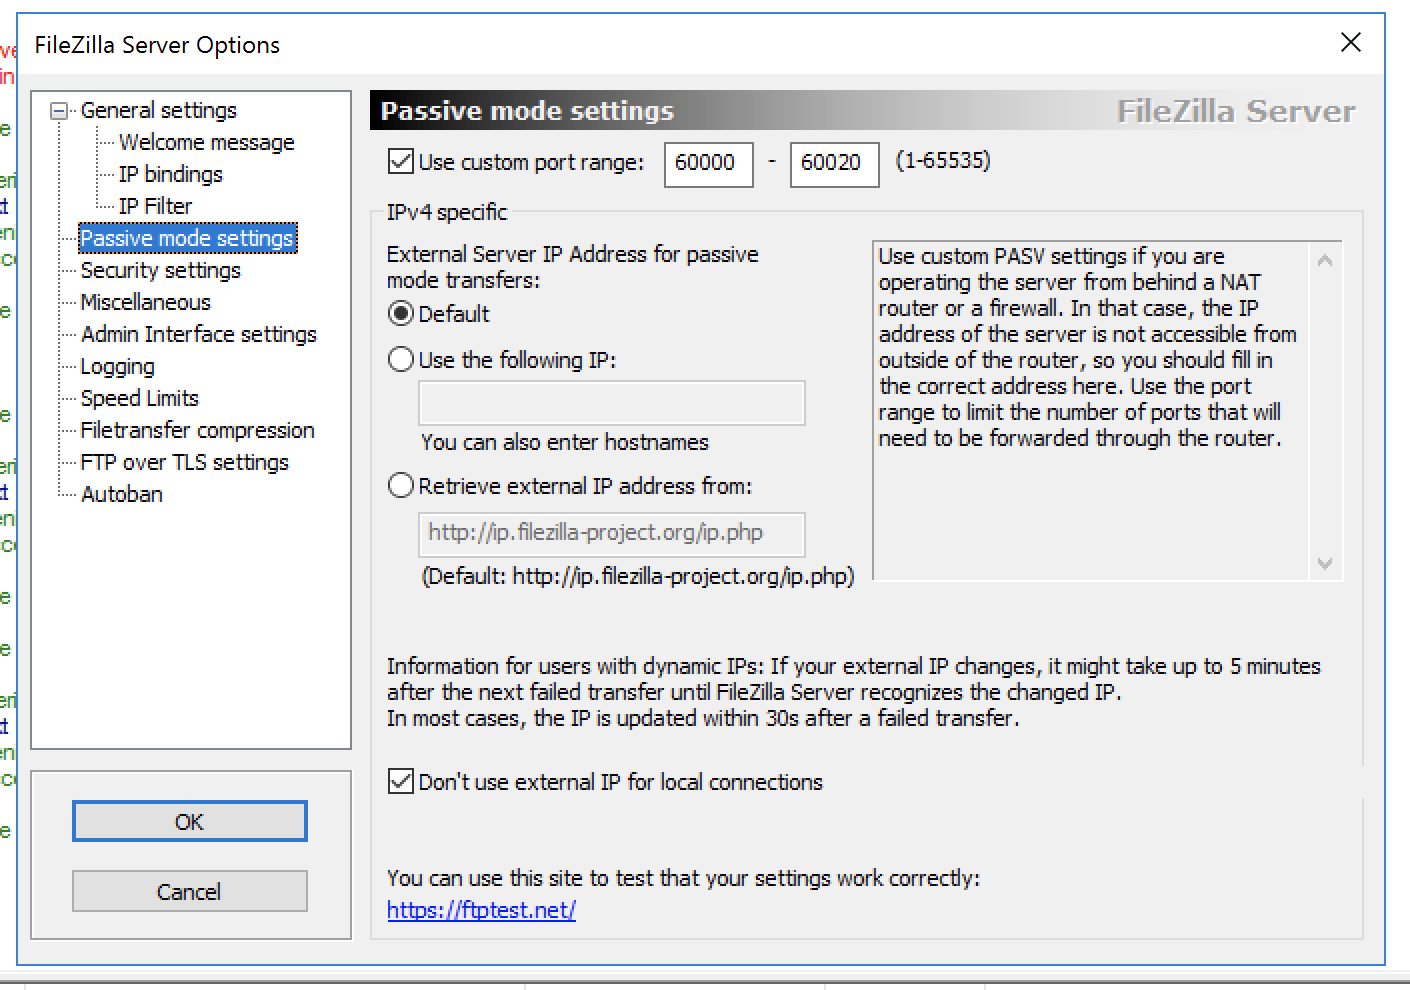 FileZilla Server Options
General settings
Welcome message
IP bindings
IP Filter
Passive mode settings
Security settings
Miscellaneous
Admin Interface settings
Logging
Speed Limits
Filetransfer compression
FTP over TLS settings
Autoban
OK
Cancel
Passive mode settings
FileZilla Server
Use custom port range: 60000 - 60020 (1-65535)
IPv4 specific
External Server IP Address for passive
mode transfers:
Default
Use the following IP:
You can also enter hostnames
Retrieve external IP address from:
http://ip.filezilla-project.org/ip.php
(Default: http://ip.filezilla-project.org/ip.php)
Use custom PASV settings if you are
operating the server from behind a NAT
router or a firewall. In that case, the IP
address of the server is not accessible from
outside of the router, so you should fill in
the correct address here. Use the port
range to limit the number of ports that will
need to be forwarded through the router.
Information for users with dynamic IPs: If your external IP changes, it might take up to 5 minutes
after the next failed transfer until FileZilla Server recognizes the changed IP.
In most cases, the IP is updated within 30s after a failed transfer.
Don't use external IP for local connections
You can use this site to test that your settings work correctly:
https://ftptest.net/